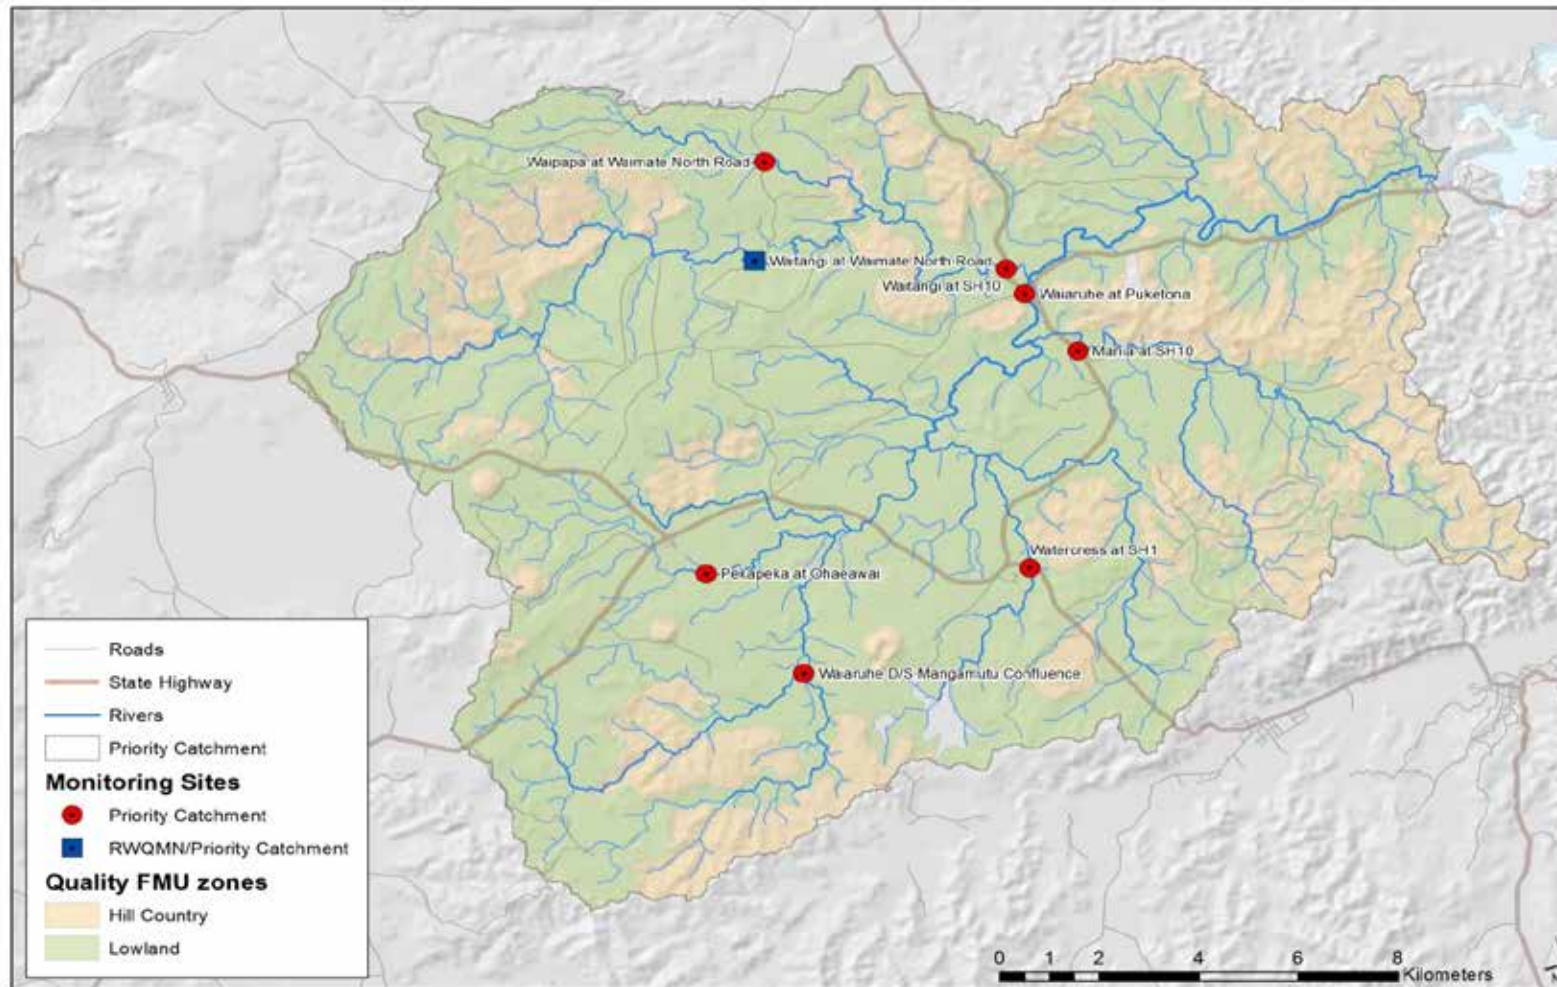 Waipapa at Waimate North Road
Waitangi at Waimate North Road
Waitangi at SH10
Waiaruhe at Puketona
Mania at SH10
Watercress at SH1
Pekapeka at Ohaeawai
Waiaruhe D/S Mangamutu Confluence
Roads
State Highway
Rivers
Priority Catchment
Monitoring Sites
Priority Catchment
RWQMN/Priority Catchment
Quality FMU zones
Hill Country
Lowland
0 1 2 4 6 8
Kilometers